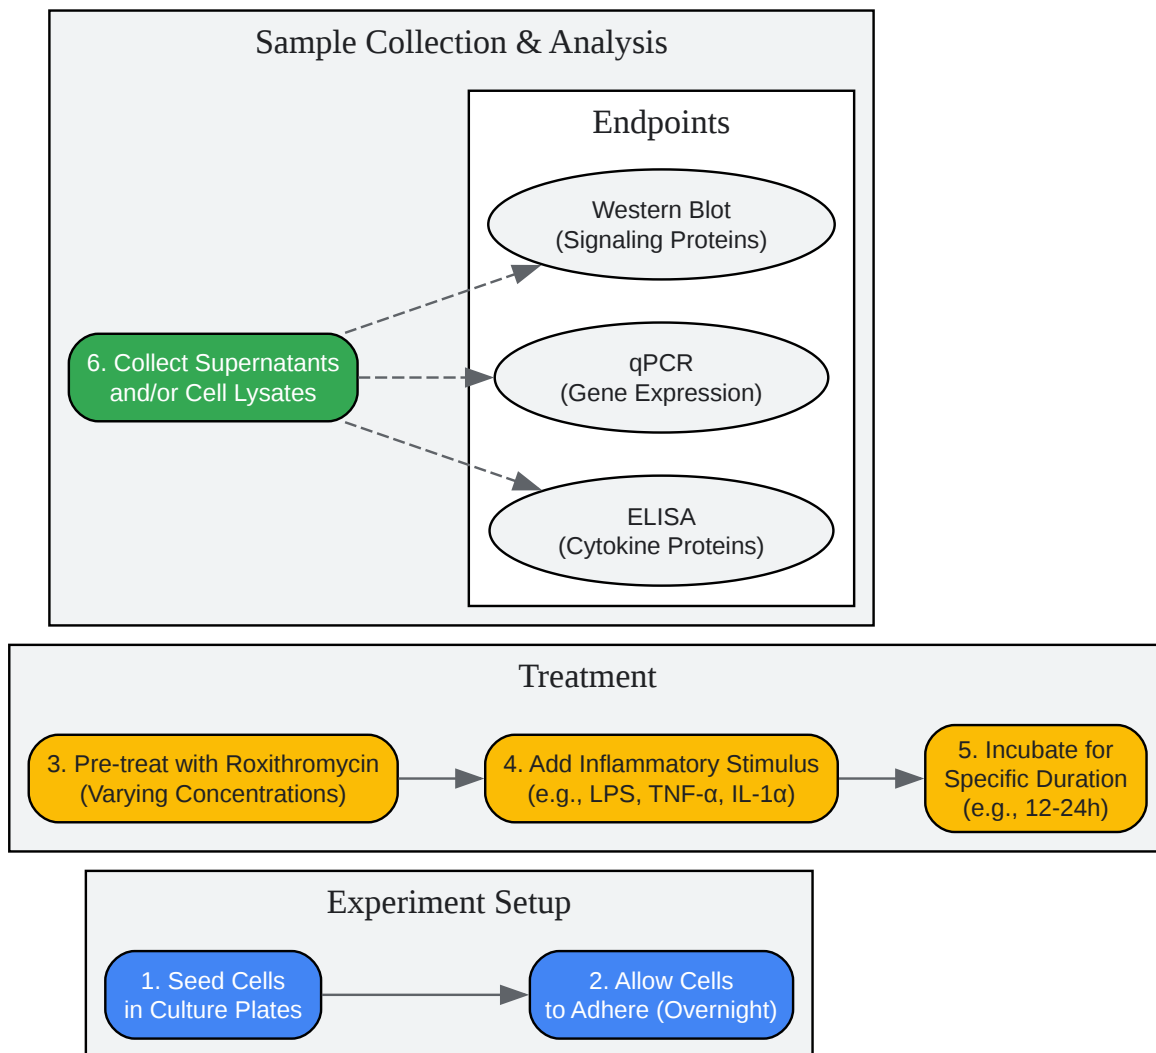 Sample Collection & Analysis
Endpoints
Western Blot
(Signaling Proteins)
6. Collect Supernatants
and/or Cell Lysates
qPCR
(Gene Expression)
ELISA
(Cytokine Proteins)
Treatment
3. Pre-treat with Roxithromycin
(Varying Concentrations)
4. Add Inflammatory Stimulus
(e.g., LPS, TNF-α, IL-1α)
5. Incubate for
Specific Duration
(e.g., 12-24h)
Experiment Setup
1. Seed Cells
in Culture Plates
2. Allow Cells
to Adhere (Overnight)